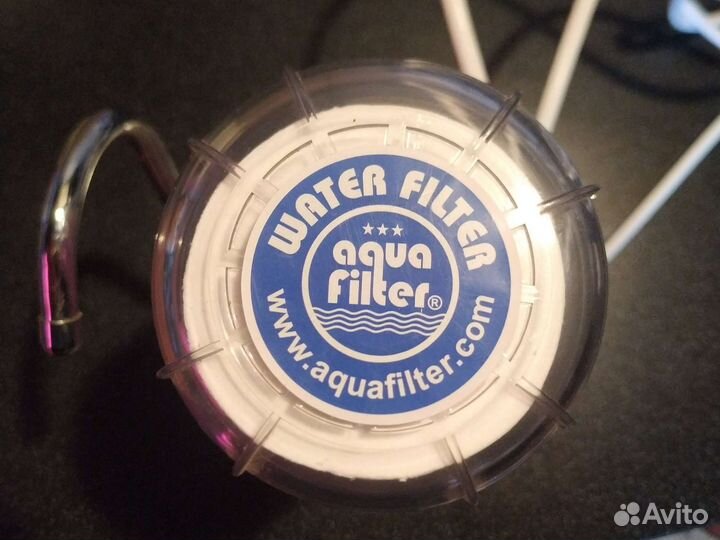 WATER FILTER
aqua
filter®
www.aquafilter.com
Avito